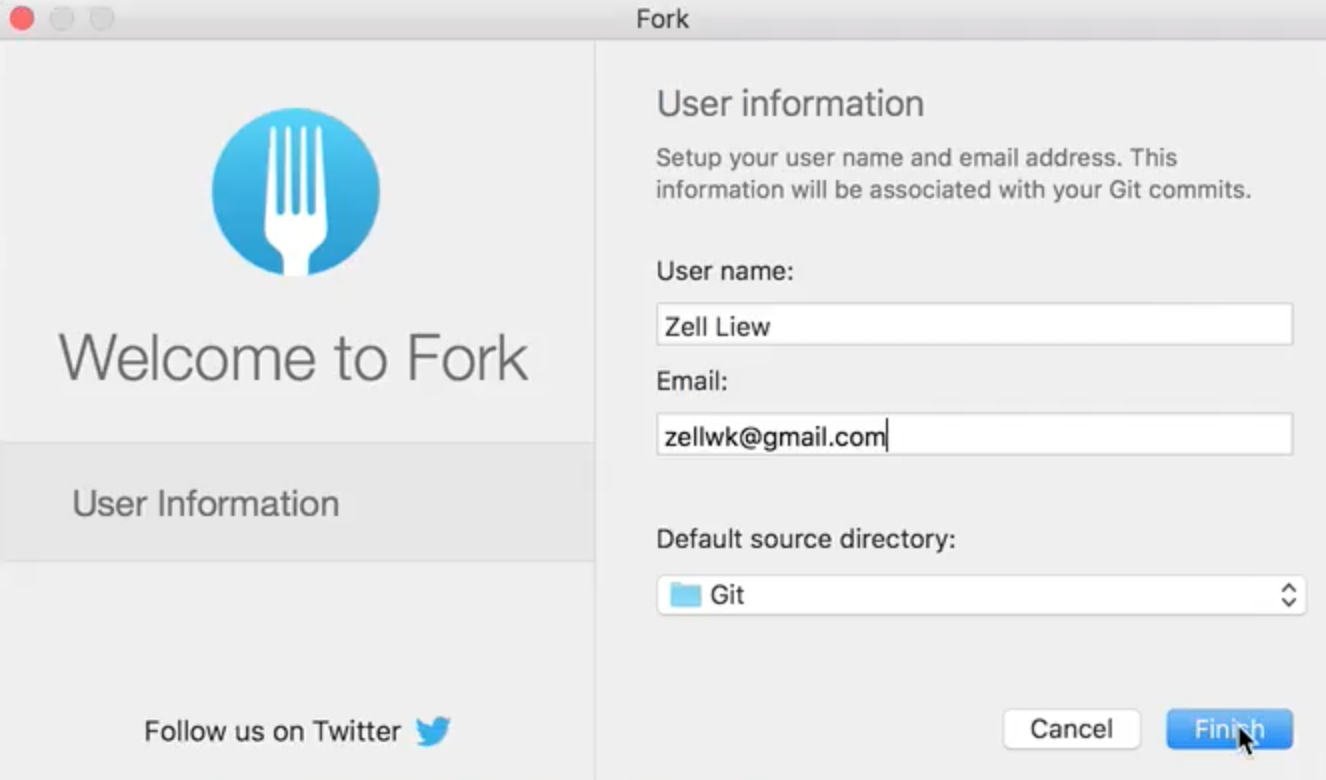 Fork
Welcome to Fork
User Information
Follow us on Twitter
User information
Setup your user name and email address. This
information will be associated with your Git commits.
User name:
Zell Liew
Email:
zellwk@gmail.com
Default source directory:
Git
Cancel
Finish